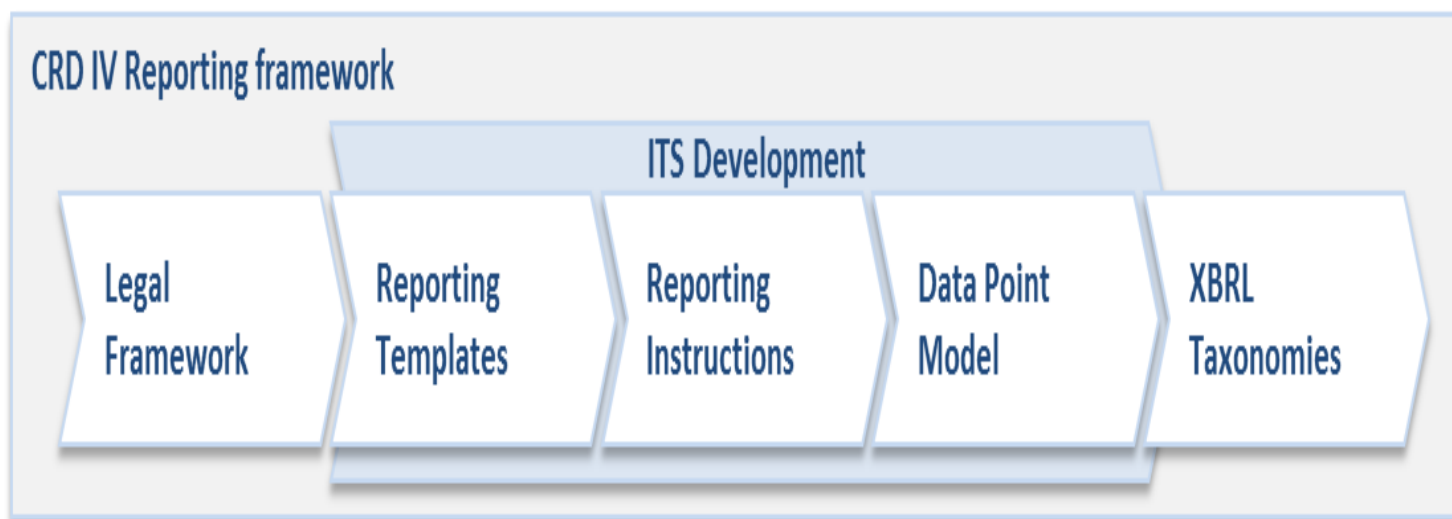 CRD IV Reporting framework
ITS Development
Legal
Framework
Reporting
Templates
Reporting
Instructions
Data Point
Model
XBRL
Taxonomies